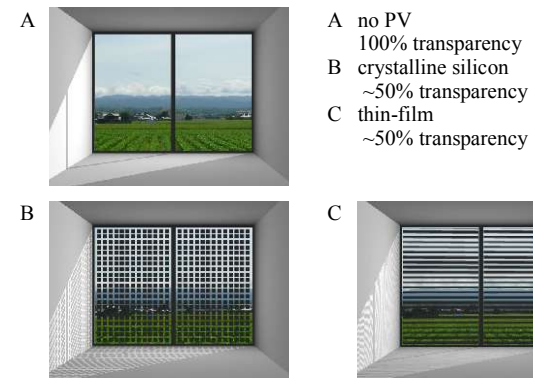 A
A no PV
100% transparency
B crystalline silicon
~50% transparency
C thin-film
~50% transparency
B
C